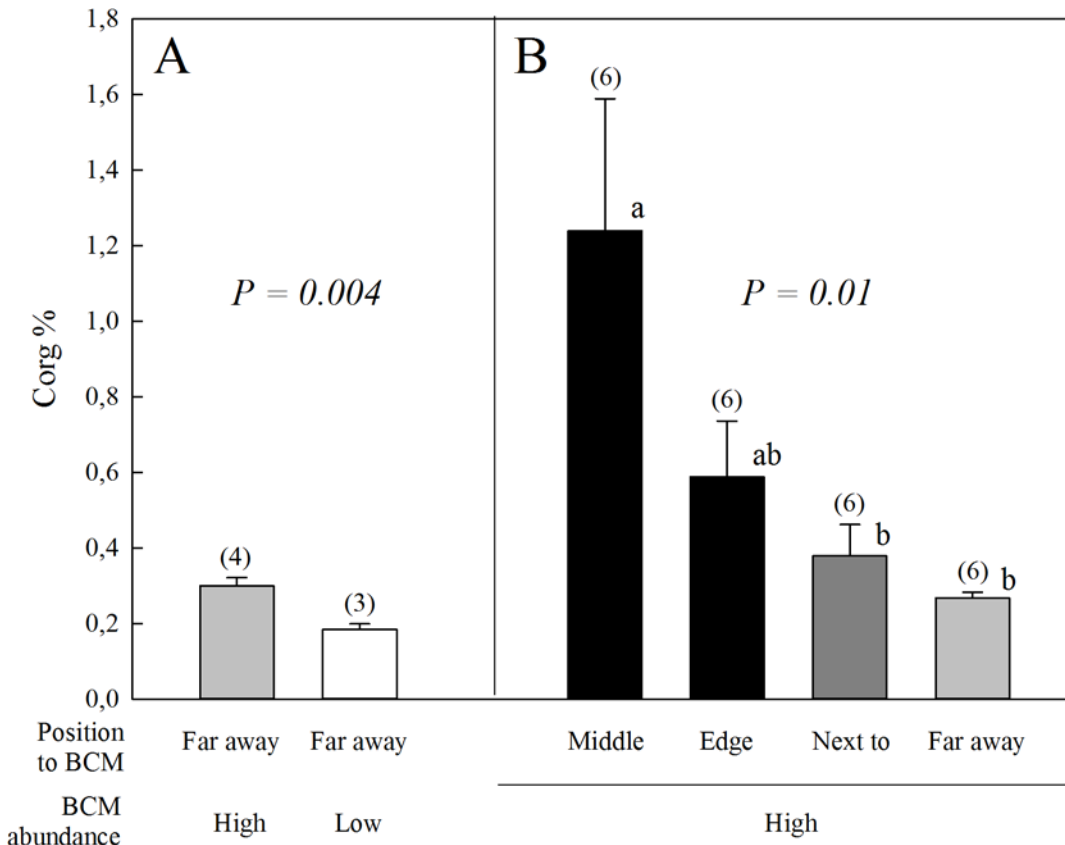 1,8
1,6
1,4
1,2
1,0
0,8
0,6
0,4
0,2
0,0
Corg %
A
P = 0.004
(4)
(3)
B
P = 0.01
(6)
a
(6)
ab
(6)
b
(6)
b
Position
to BCM
Far away Far away Middle Edge Next to Far away
BCM
abundance
High Low High